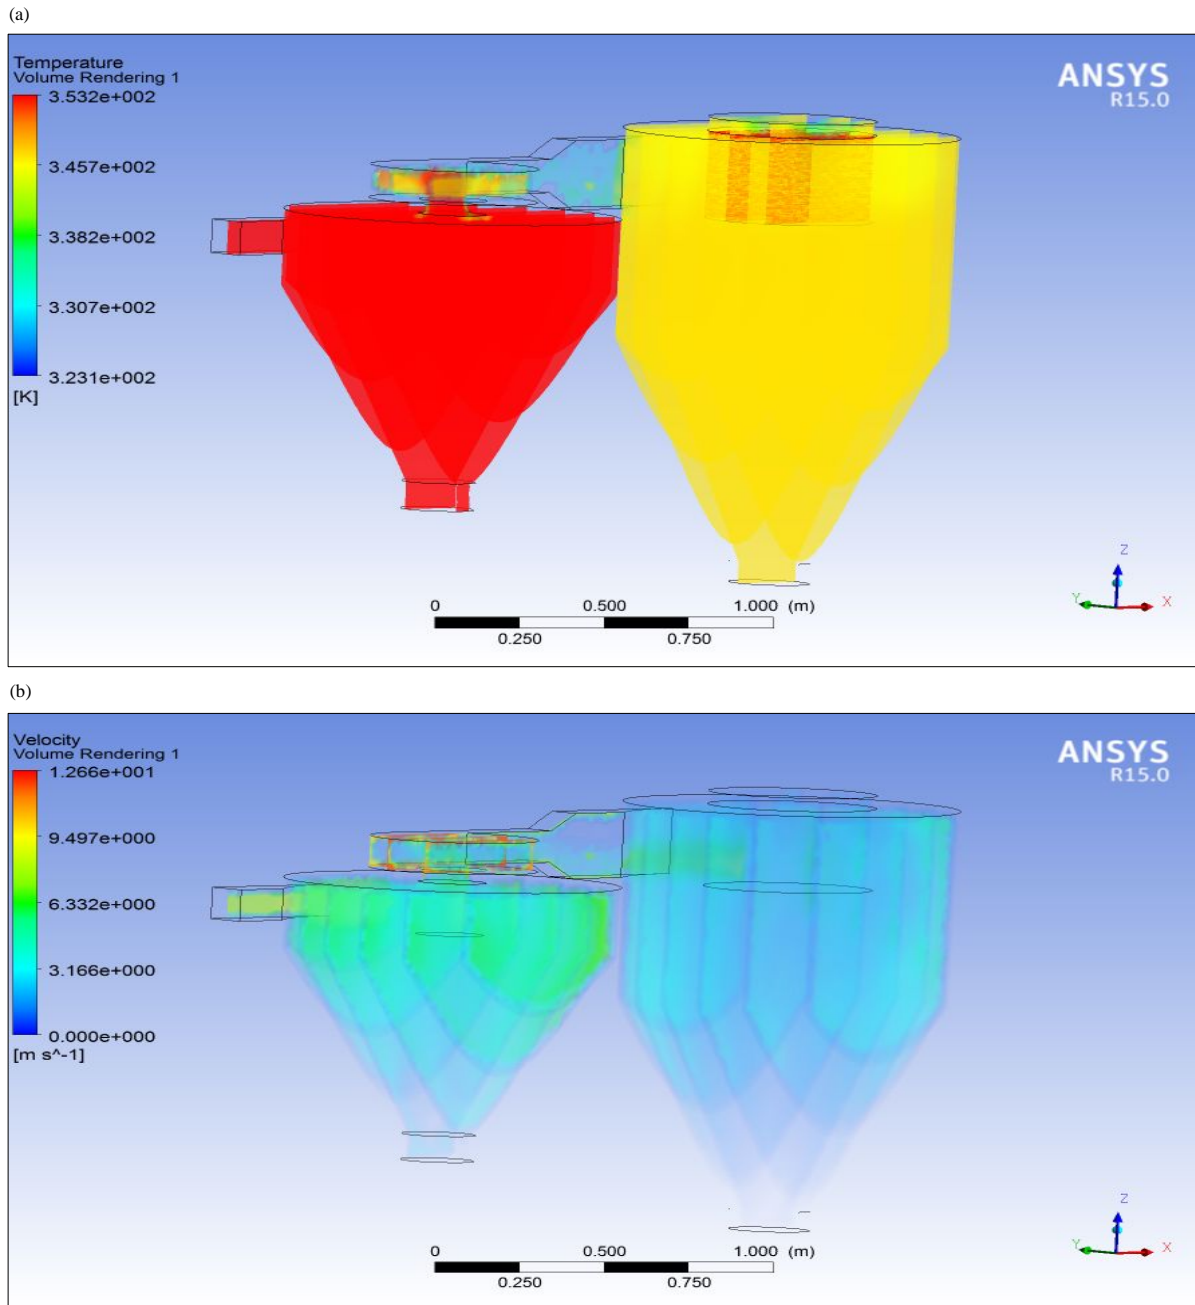 (a)
Temperature
Volume Rendering 1
3.532e+002
3.457e+002
3.382e+002
3.307e+002
3.231e+002
[K]
ANSYS
R15.0
Z
Y
X
0 0.500 1.000 (m)
0.250 0.750
(b)
Velocity
Volume Rendering 1
1.266e+001
9.497e+000
6.332e+000
3.166e+000
0.000e+000
[m s^-1]
ANSYS
R15.0
Z
Y
X
0 0.500 1.000 (m)
0.250 0.750